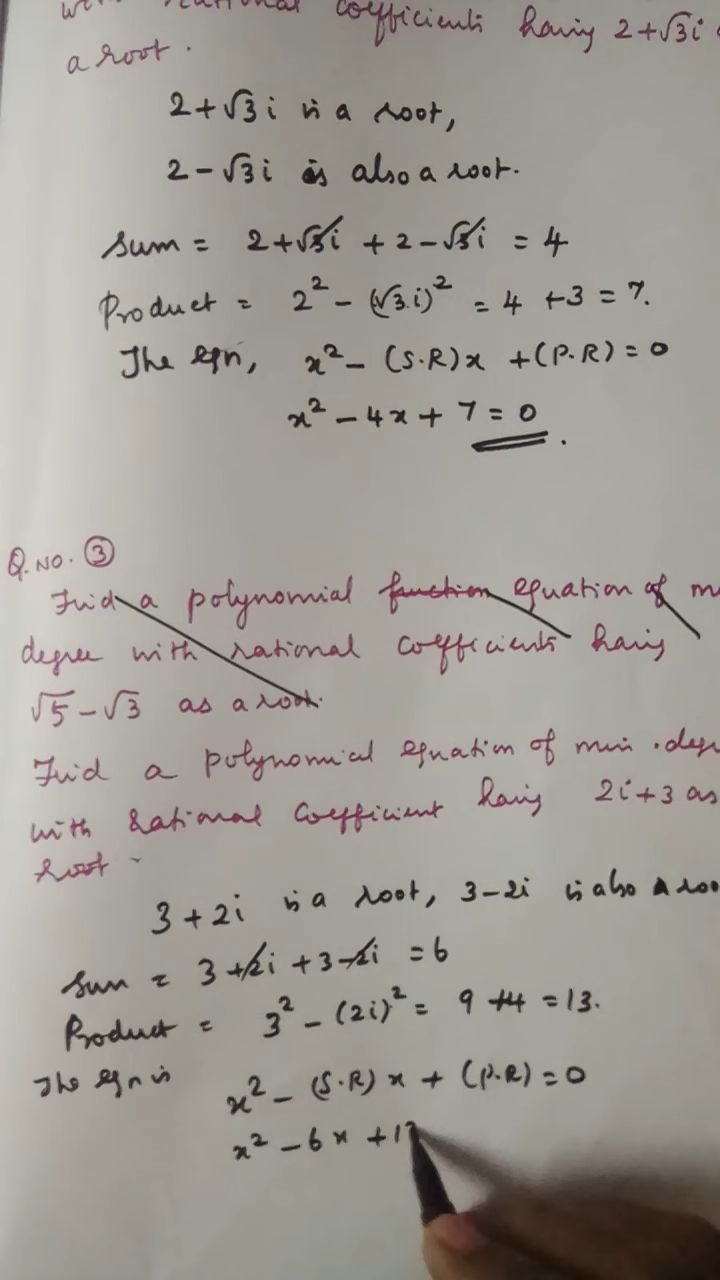 with rational coefficients having 2+√3i
a root.
2+√3i is a root,
2-√3i is also a root.
Sum = 2+√3i + 2-√3i = 4
Product = 2² - (√3i)² = 4 + 3 = 7.
The eqn, x² - (S.R)x + (P.R) = 0
x² - 4x + 7 = 0.
Q.NO. ③
Find a polynomial function equation of
degree with rational coefficients having
√5-√3 as a root.
Find a polynomial equation of min. deg
with Rational Coefficient having 2i+3 as
root -
3+2i is a root, 3-2i is also a
Sum = 3+2i+3-2i = 6
Product = 3² - (2i)² = 9 + 4 = 13.
The eqn is x² - (S.R)x + (P.R) = 0
x² - 6x + 1